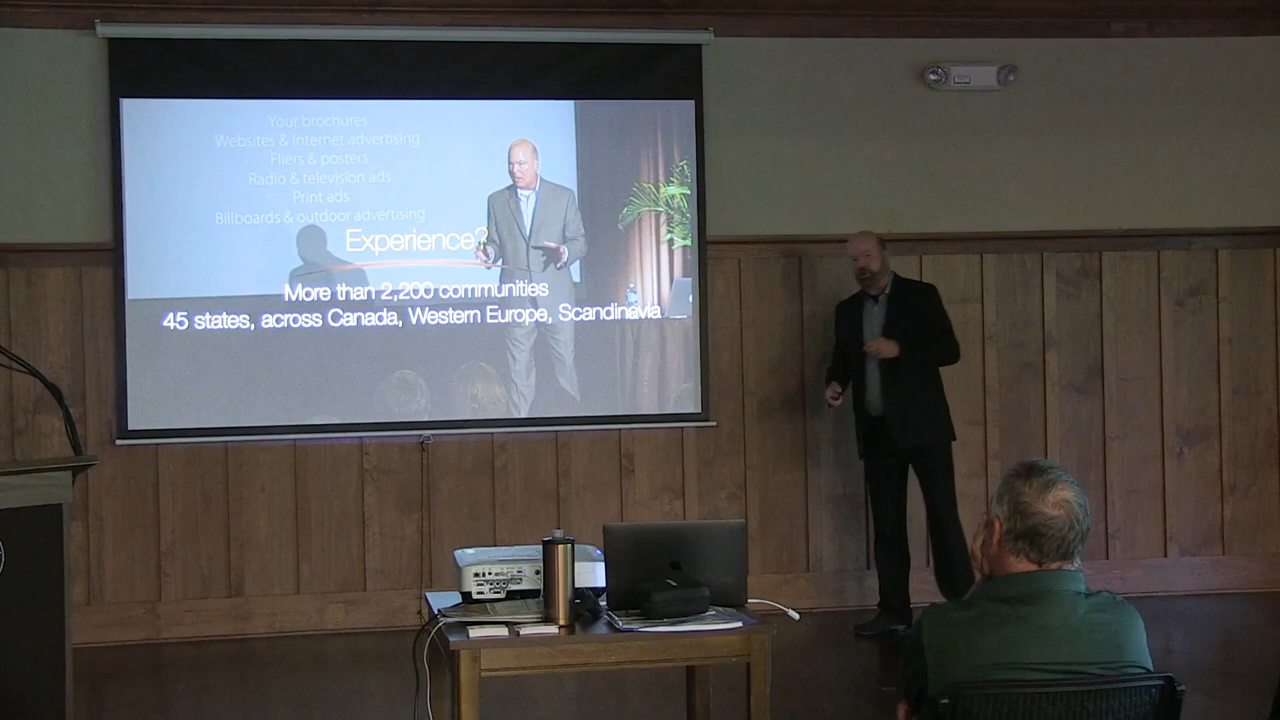 Your brochures
Websites & Internet advertising
Fliers & posters
Radio & television ads
Print ads
Billboards & outdoor advertising
Experience?
More than 2,200 communities
45 states, across Canada, Western Europe, Scandinavia